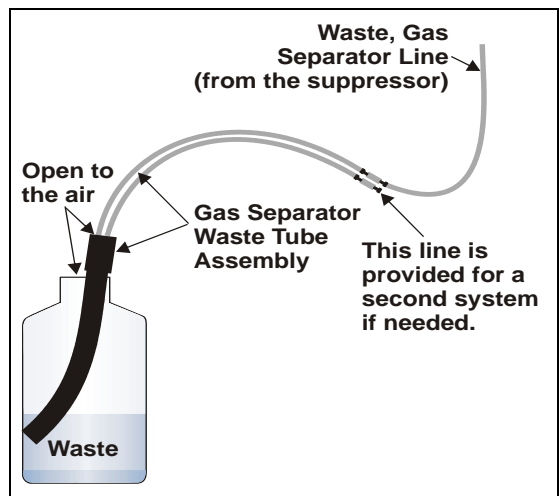 Waste, Gas
Separator Line
(from the suppressor)
Open to
the air
Gas Separator
Waste Tube
Assembly
This line is
provided for a
second system
if needed.
Waste